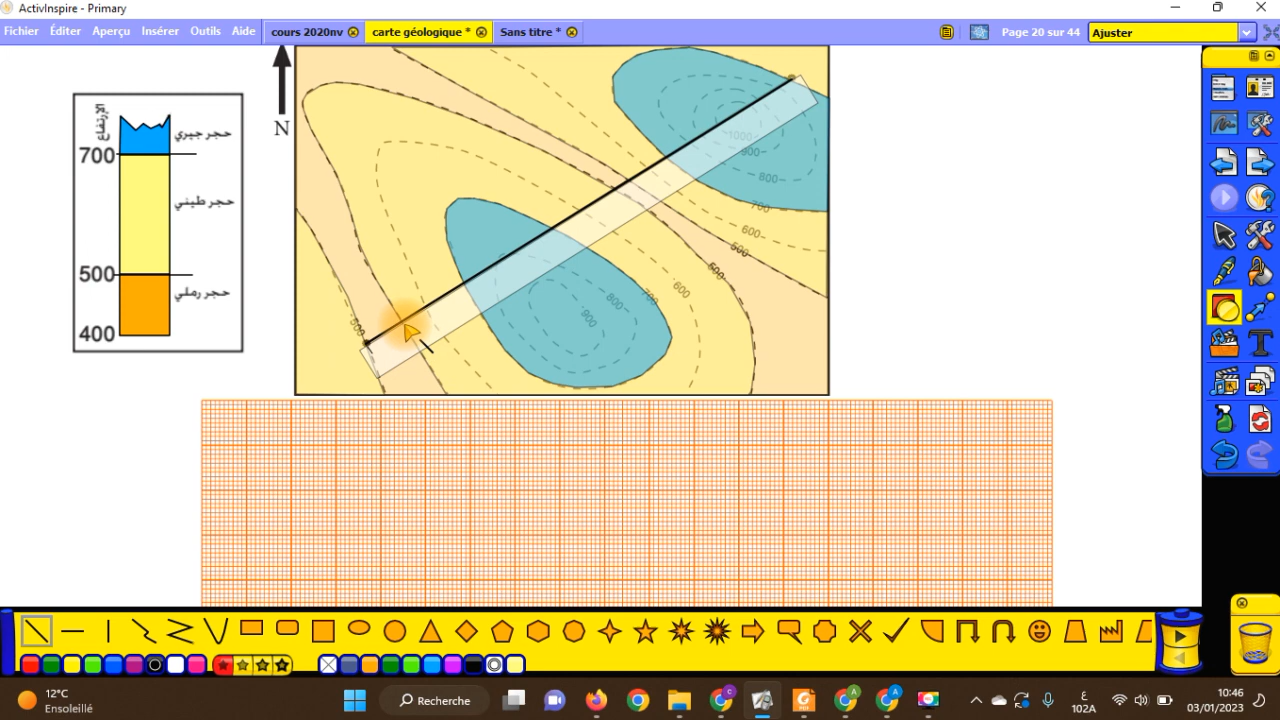 ActivInspire - Primary
Fichier Éditer Aperçu Insérer Outils Aide
cours 2020nv
carte géologique *
Sans titre *
Page 20 sur 44
Ajuster
N
الإرتفاع
حجر جيري
700
حجر طيني
500
حجر رملي
400
1000
900
800
700
600
500
500
600
700
800
900
500
12°C
Ensoleillé
Recherche
ع
102A
10:46
03/01/2023